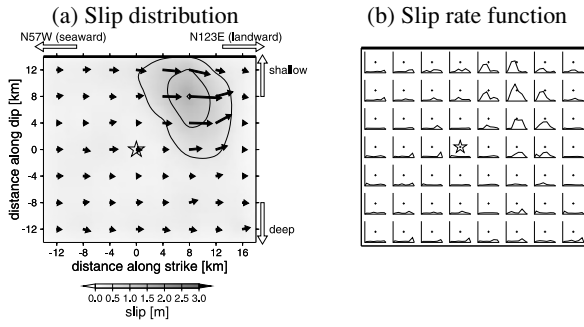 (a) Slip distribution
(b) Slip rate function
N57W (seaward)
N123E (landward)
shallow
12
8
4
0
-4
-8
-12
distance along dip [km]
deep
-12 -8 -4 0 4 8 12 16
distance along strike [km]
0.0 0.5 1.0 1.5 2.0 2.5 3.0
slip [m]